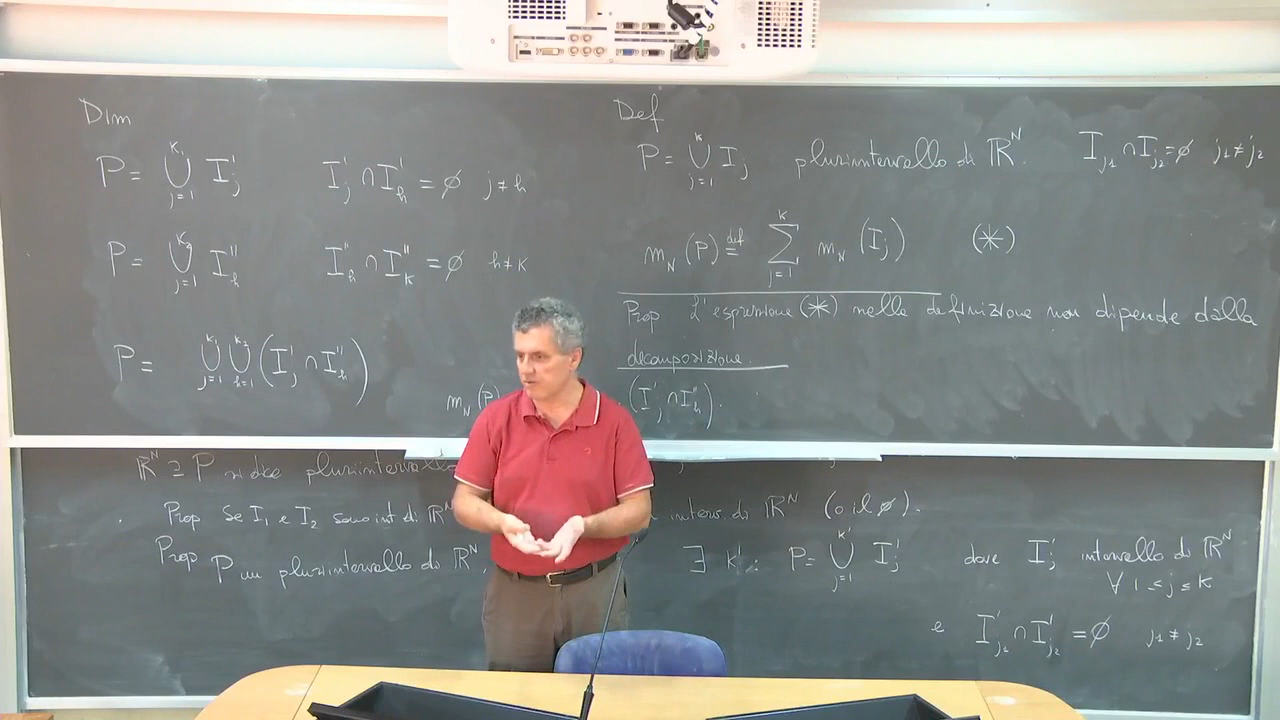 Dim
P = ⋃_{j=1}^{k_1} I'_j    I'_j ∩ I'_h = ∅  j ≠ h
P = ⋃_{j=1}^{k_2} I''_h    I''_h ∩ I''_k = ∅  h ≠ k
P = ⋃_{j=1}^{k_1} ⋃_{h=1}^{k_2} (I'_j ∩ I''_h)
m_N (P)    (I'_j ∩ I''_h).
Def
P = ⋃_{j=1}^{k} I_j  plurintervallo di ℝ^N.  I_{j1} ∩ I_{j2} = ∅  j1 ≠ j2
m_N (P) =^{def} ∑_{j=1}^{k} m_N (I_j)    (*)
Prop  L'espressione (*) nella definizione non dipende dalla
decomposizione.
ℝ^N ⊇ P si dice plurintervallo
Prop  Se I_1 e I_2 sono int. di ℝ^N    interv. di ℝ^N  (o il ∅).
Prop  P un plurintervallo di ℝ^N,  ∃ k' :  P = ⋃_{j=1}^{k'} I'_j  dove I'_j intervallo di ℝ^N
∀ 1 ≤ j ≤ k
e  I'_{j1} ∩ I'_{j2} = ∅  j1 ≠ j2